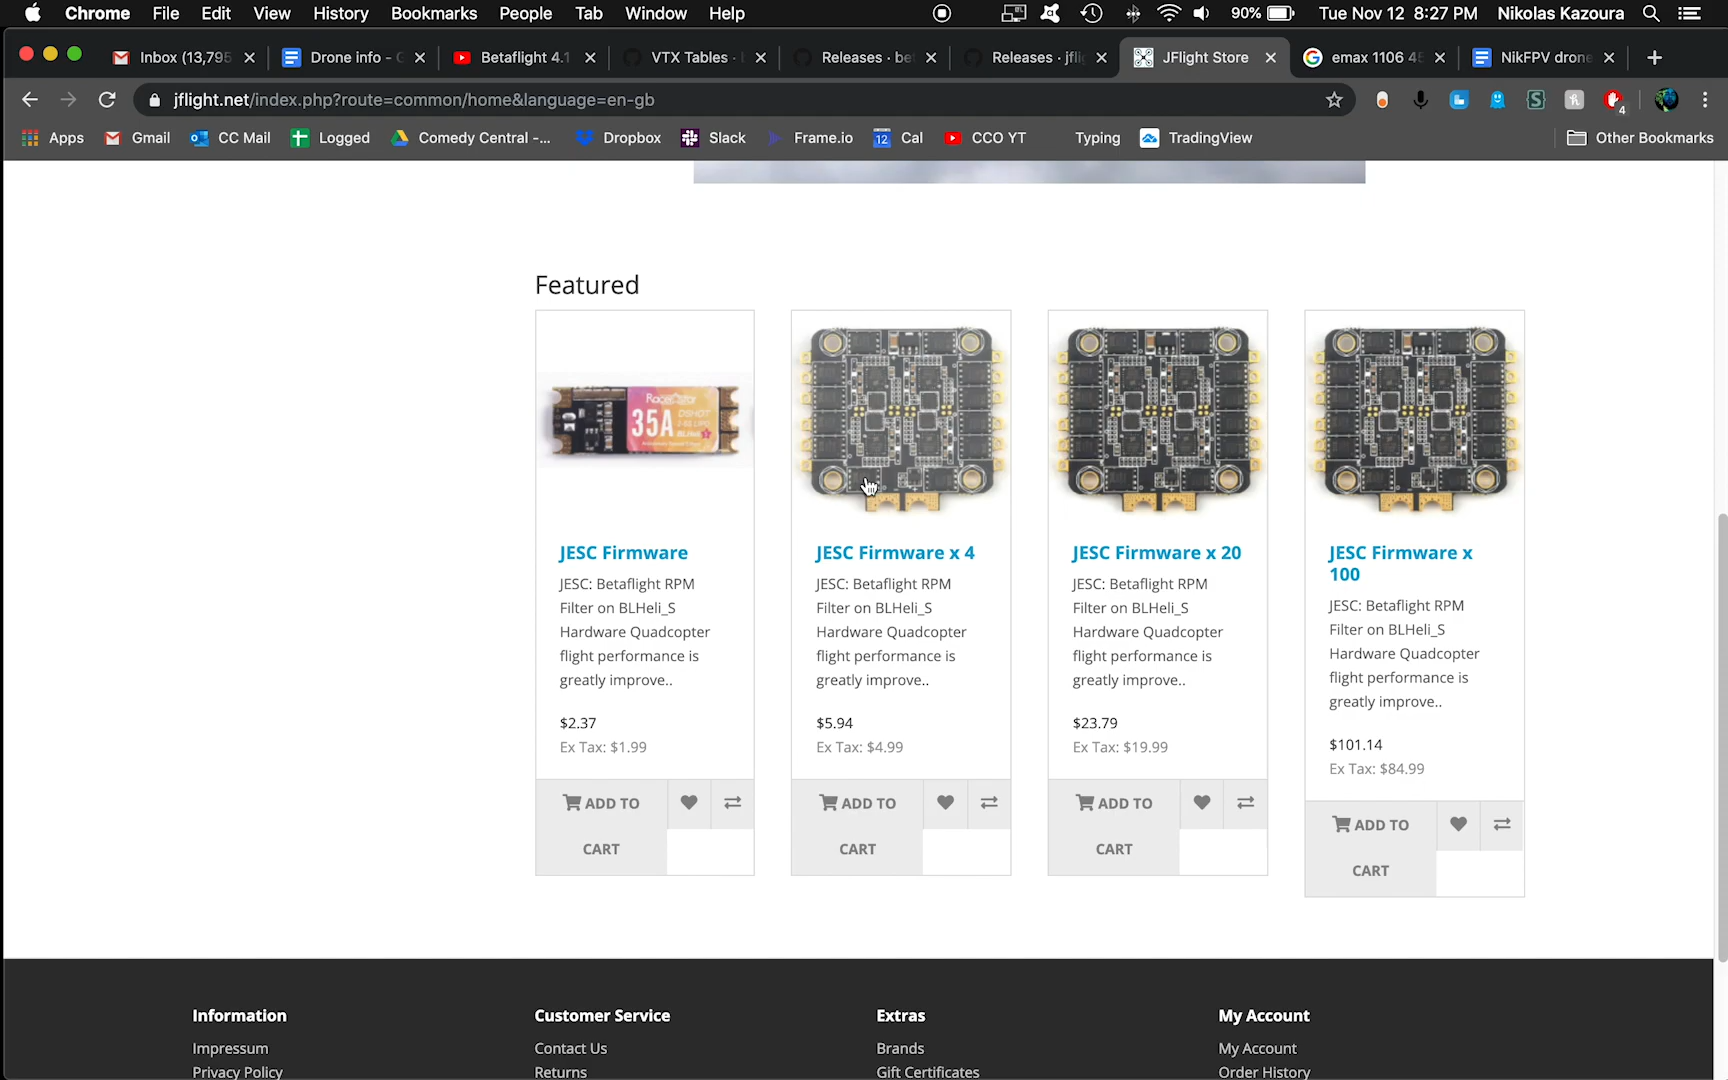 Chrome File Edit View History Bookmarks People Tab Window Help 90% Tue Nov 12 8:27 PM Nikolas Kazoura
Inbox (13,795 Drone info - G Betaflight 4.1 VTX Tables - b Releases · be Releases · jfli JFlight Store emax 1106 45 NikFPV drone
jflight.net/index.php?route=common/home&language=en-gb 4
Apps Gmail CC Mail Logged Comedy Central -... Dropbox Slack Frame.io 12 Cal CCO YT Typing TradingView Other Bookmarks
Featured
35A
DSHOT
JESC Firmware
JESC: Betaflight RPM
Filter on BLHeli_S
Hardware Quadcopter
flight performance is
greatly improve..
$2.37
Ex Tax: $1.99
ADD TO
CART
JESC Firmware x 4
JESC: Betaflight RPM
Filter on BLHeli_S
Hardware Quadcopter
flight performance is
greatly improve..
$5.94
Ex Tax: $4.99
ADD TO
CART
JESC Firmware x 20
JESC: Betaflight RPM
Filter on BLHeli_S
Hardware Quadcopter
flight performance is
greatly improve..
$23.79
Ex Tax: $19.99
ADD TO
CART
JESC Firmware x
100
JESC: Betaflight RPM
Filter on BLHeli_S
Hardware Quadcopter
flight performance is
greatly improve..
$101.14
Ex Tax: $84.99
ADD TO
CART
Information
Impressum
Privacy Policy
Customer Service
Contact Us
Returns
Extras
Brands
Gift Certificates
My Account
My Account
Order History